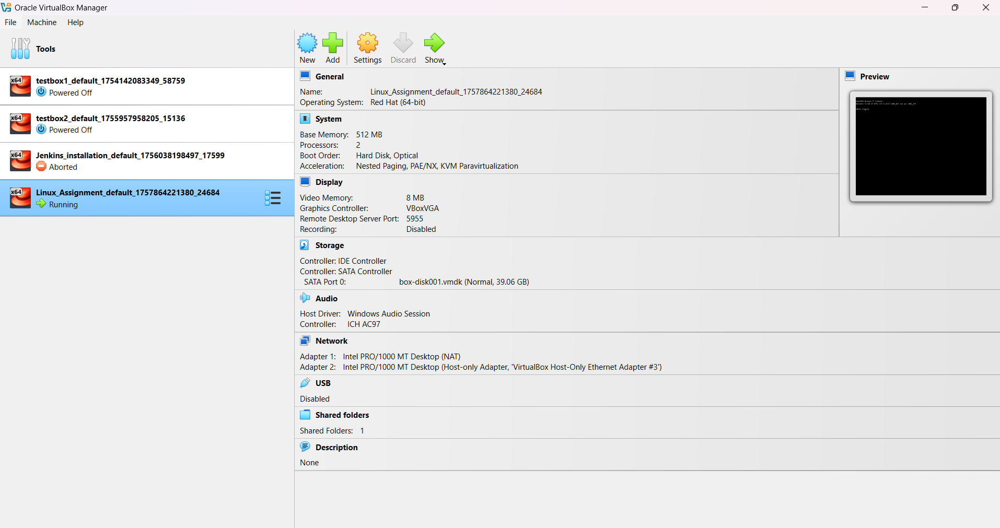 Oracle VirtualBox Manager
File Machine Help
Tools
New Add Settings Discard Show
x64 testbox1_default_1754142083349_58759
Powered Off
x64 testbox2_default_1755957958205_15136
Powered Off
x64 Jenkins_installation_default_1756038198497_17599
Aborted
x64 Linux_Assignment_default_1757864221380_24684
Running
General
Name: Linux_Assignment_default_1757864221380_24684
Operating System: Red Hat (64-bit)
System
Base Memory: 512 MB
Processors: 2
Boot Order: Hard Disk, Optical
Acceleration: Nested Paging, PAE/NX, KVM Paravirtualization
Display
Video Memory: 8 MB
Graphics Controller: VBoxVGA
Remote Desktop Server Port: 5955
Recording: Disabled
Storage
Controller: IDE Controller
Controller: SATA Controller
SATA Port 0: box-disk001.vmdk (Normal, 39.06 GB)
Audio
Host Driver: Windows Audio Session
Controller: ICH AC97
Network
Adapter 1: Intel PRO/1000 MT Desktop (NAT)
Adapter 2: Intel PRO/1000 MT Desktop (Host-only Adapter, 'VirtualBox Host-Only Ethernet Adapter #3')
USB
Disabled
Shared folders
Shared Folders: 1
Description
None
Preview